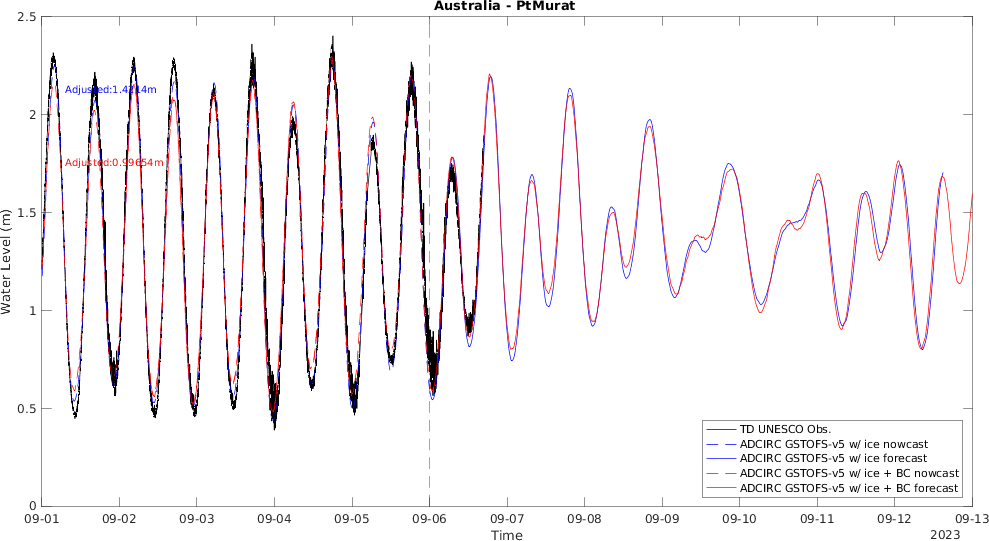 Australia - PtMurat
2.5
2
1.5
1
0.5
0
Water Level (m)
Adjusted:1.4214m
Adjusted:0.99654m
TD UNESCO Obs.
ADCIRC GSTOFS-v5 w/ ice nowcast
ADCIRC GSTOFS-v5 w/ ice forecast
ADCIRC GSTOFS-v5 w/ ice + BC nowcast
ADCIRC GSTOFS-v5 w/ ice + BC forecast
09-01 09-02 09-03 09-04 09-05 09-06 09-07 09-08 09-09 09-10 09-11 09-12 09-13
Time
2023